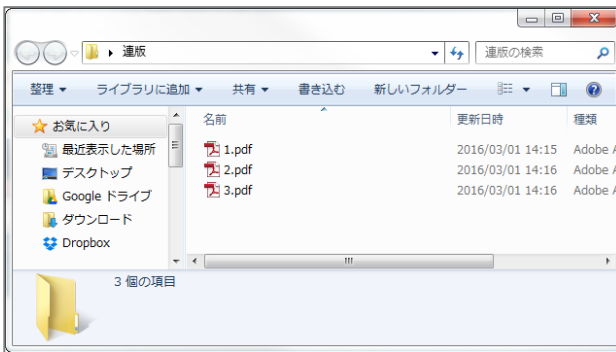 連版
連版の検索
整理 ライブラリに追加 共有 書き込む 新しいフォルダー
お気に入り
最近表示した場所
デスクトップ
Google ドライブ
ダウンロード
Dropbox
名前 更新日時 種類
1.pdf 2016/03/01 14:15 Adobe A
2.pdf 2016/03/01 14:16 Adobe A
3.pdf 2016/03/01 14:16 Adobe A
3 個の項目